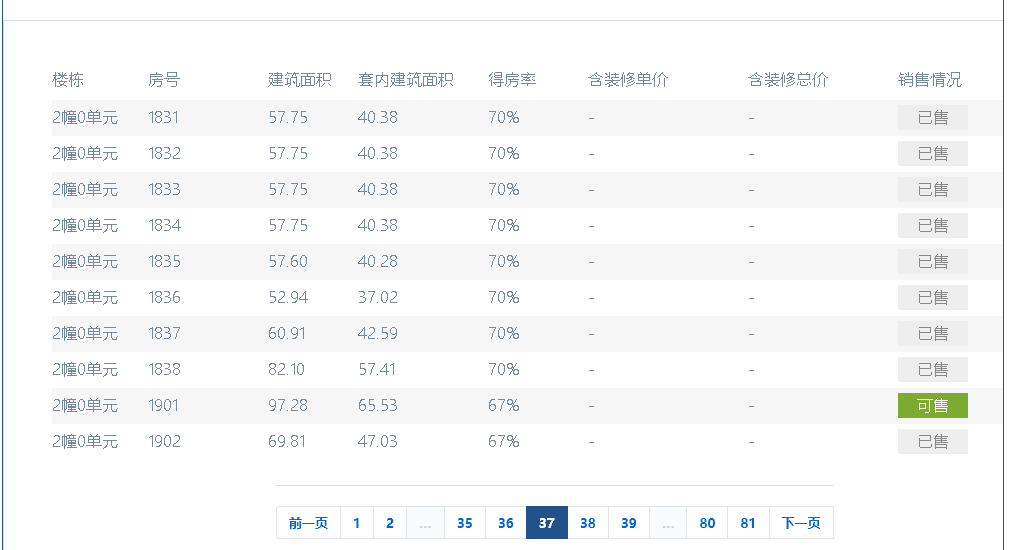 楼栋 房号 建筑面积 套内建筑面积 得房率 含装修单价 含装修总价 销售情况
2幢0单元 1831 57.75 40.38 70% - - 已售
2幢0单元 1832 57.75 40.38 70% - - 已售
2幢0单元 1833 57.75 40.38 70% - - 已售
2幢0单元 1834 57.75 40.38 70% - - 已售
2幢0单元 1835 57.60 40.28 70% - - 已售
2幢0单元 1836 52.94 37.02 70% - - 已售
2幢0单元 1837 60.91 42.59 70% - - 已售
2幢0单元 1838 82.10 57.41 70% - - 已售
2幢0单元 1901 97.28 65.53 67% - - 可售
2幢0单元 1902 69.81 47.03 67% - - 已售
前一页 1 2 ... 35 36 37 38 39 ... 80 81 下一页